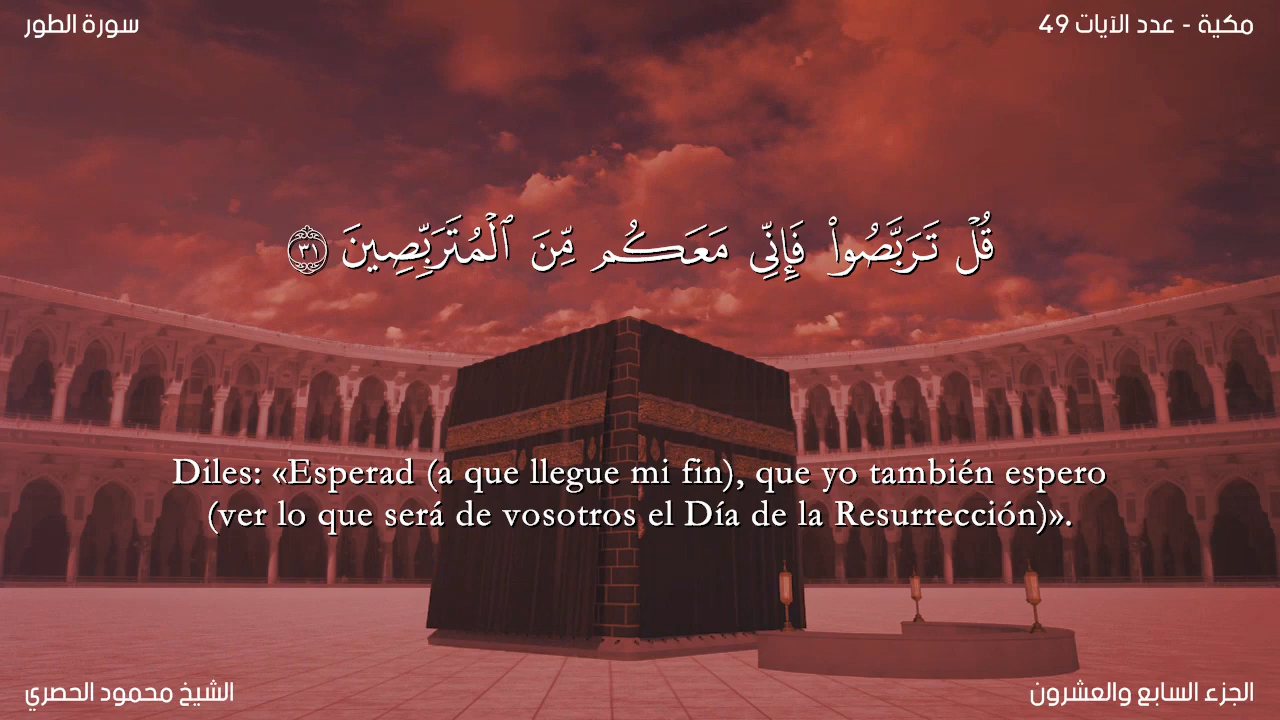 سورة الطور
مكية - عدد الآيات 49
قُلْ تَرَبَّصُوا۟ فَإِنِّى مَعَكُم مِّنَ ٱلْمُتَرَبِّصِينَ ٣١
Diles: «Esperad (a que llegue mi fin), que yo también espero
(ver lo que será de vosotros el Día de la Resurrección)».
الشيخ محمود الحصري
الجزء السابع والعشرون